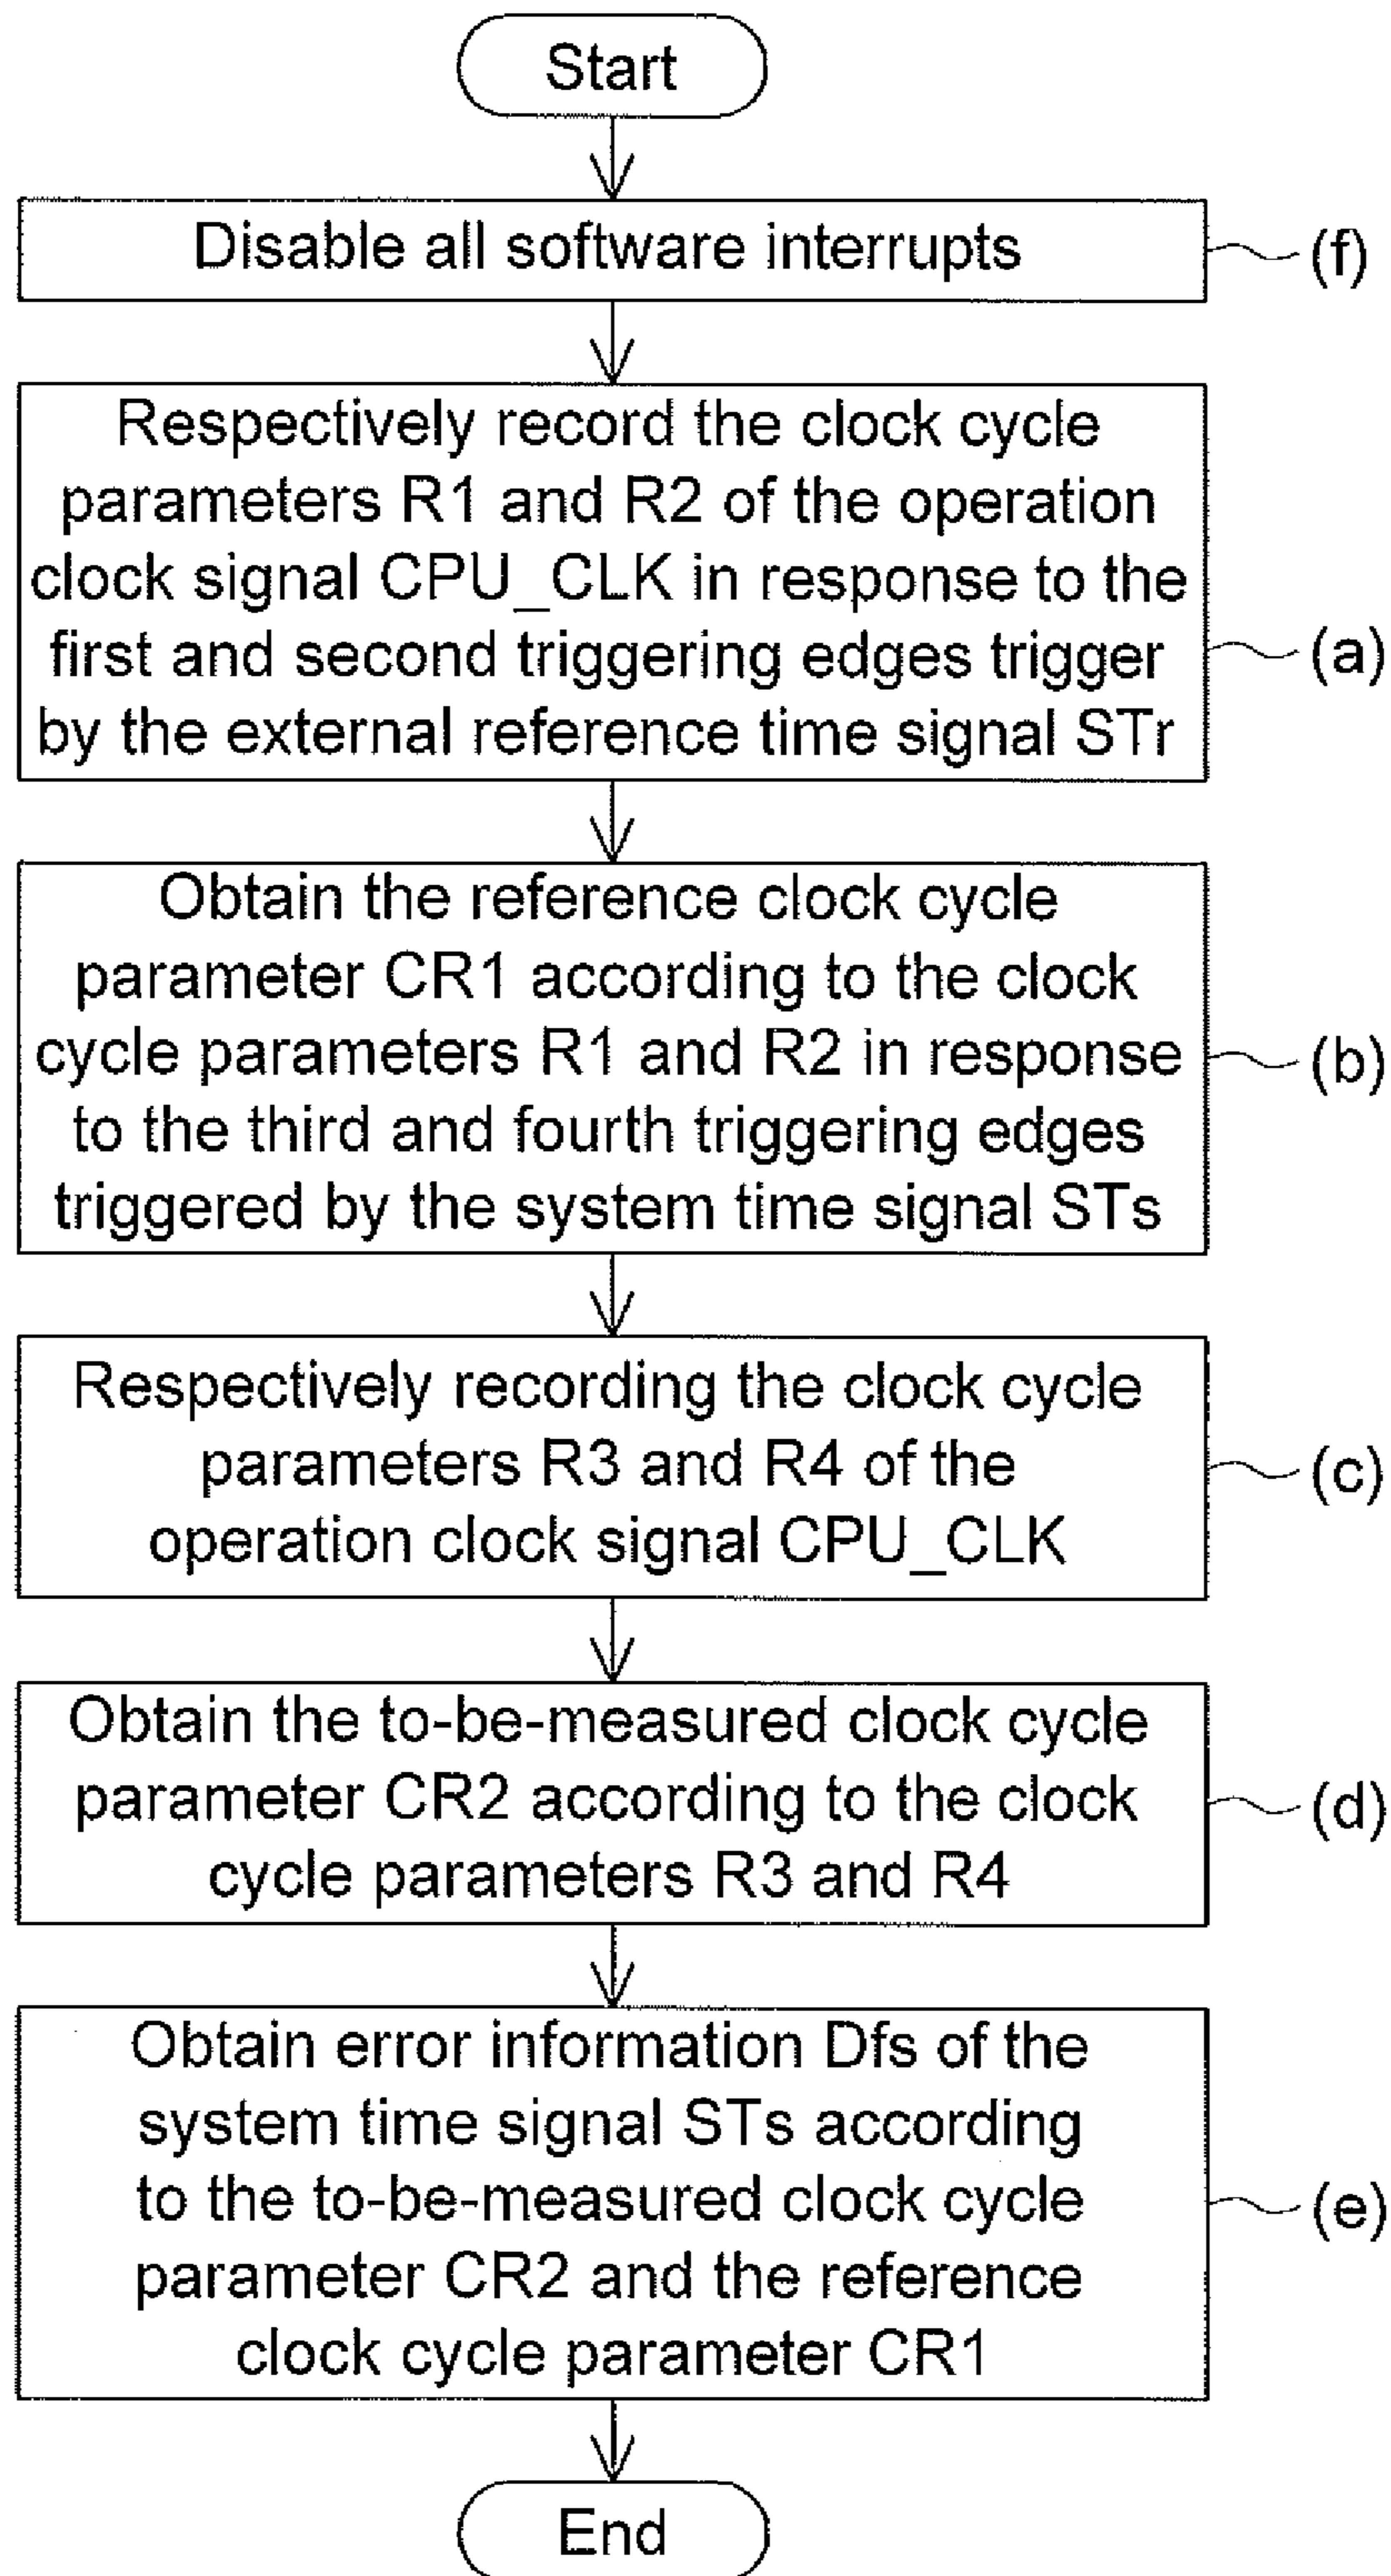 Start
Disable all software interrupts
(f)
Respectively record the clock cycle
parameters R1 and R2 of the operation
clock signal CPU_CLK in response to the
first and second triggering edges trigger
by the external reference time signal STr
(a)
Obtain the reference clock cycle
parameter CR1 according to the clock
cycle parameters R1 and R2 in response
to the third and fourth triggering edges
triggered by the system time signal STs
(b)
Respectively recording the clock cycle
parameters R3 and R4 of the
operation clock signal CPU_CLK
(c)
Obtain the to-be-measured clock cycle
parameter CR2 according to the clock
cycle parameters R3 and R4
(d)
Obtain error information Dfs of the
system time signal STs according
to the to-be-measured clock cycle
parameter CR2 and the reference
clock cycle parameter CR1
(e)
End